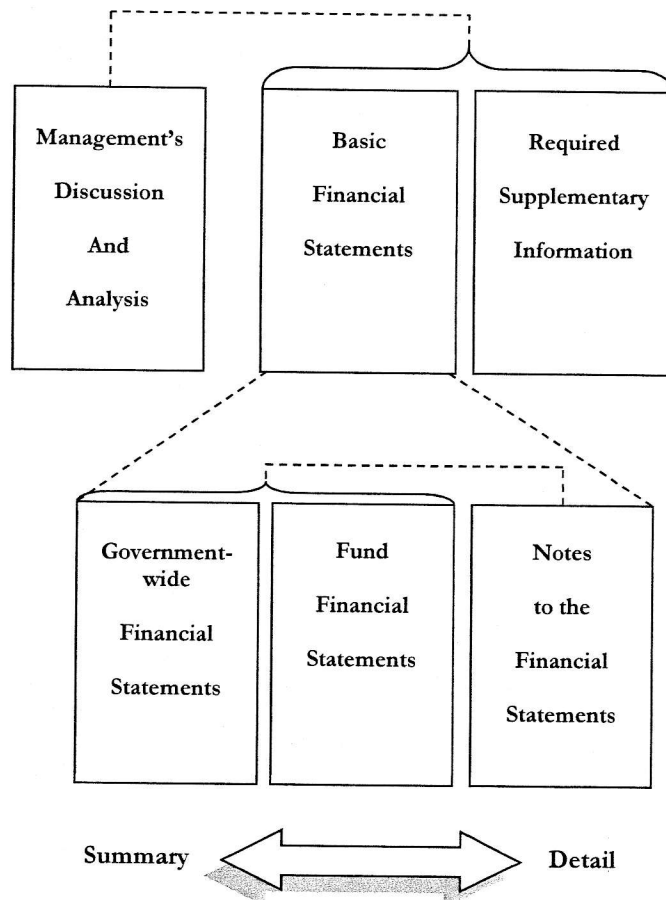 Management's
Discussion
And
Analysis
Basic
Financial
Statements
Required
Supplementary
Information
Government-
wide
Financial
Statements
Fund
Financial
Statements
Notes
to the
Financial
Statements
Summary
Detail